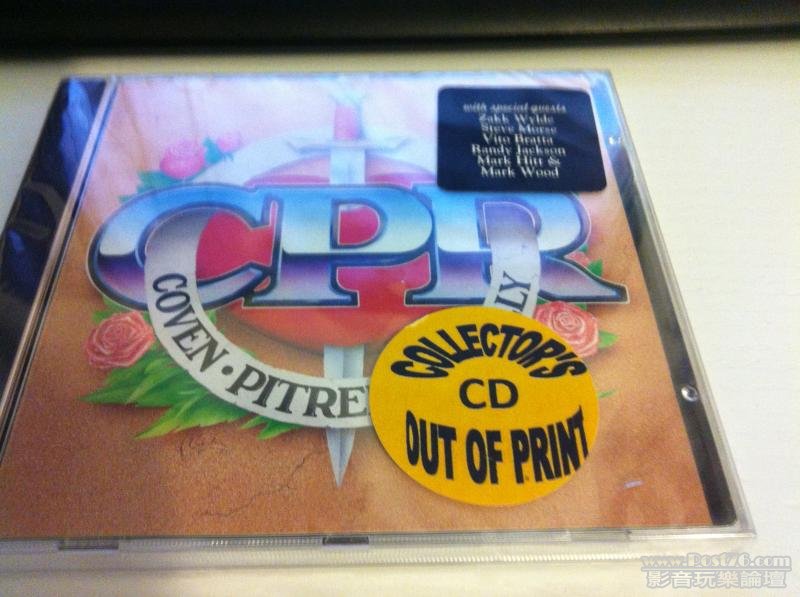 with special guests
Zakk Wylde
Steve Morse
Vito Bratta
Randy Jackson
Mark Hitt &
Mark Wood
CPR
COVEN • PITRE
LLY
COLLECTOR'S
CD
OUT OF PRINT
www.Post76.com
影音玩樂論壇